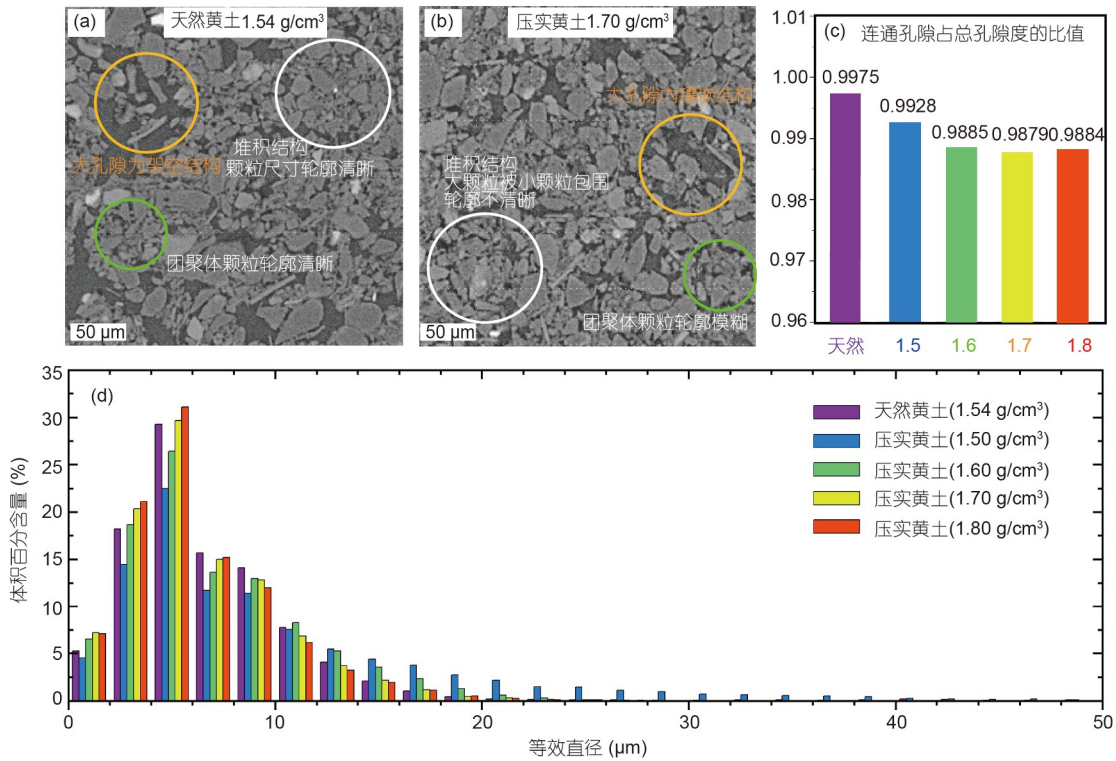 (a) 天然黄土1.54 g/cm³
大孔隙为架空结构
堆积结构
颗粒尺寸轮廓清晰
团聚体颗粒轮廓清晰
50 μm
(b) 压实黄土1.70 g/cm³
大孔隙为镶嵌结构
堆积结构
大颗粒被小颗粒包围
轮廓不清晰
团聚体颗粒轮廓模糊
50 μm
(c) 连通孔隙占总孔隙度的比值
1.01
1.00
0.99
0.98
0.97
0.96
0.9975
0.9928
0.9885
0.9879
0.9884
天然 1.5 1.6 1.7 1.8
(d)
体积百分含量 (%)
35
30
25
20
15
10
5
0
天然黄土(1.54 g/cm³)
压实黄土(1.50 g/cm³)
压实黄土(1.60 g/cm³)
压实黄土(1.70 g/cm³)
压实黄土(1.80 g/cm³)
0 10 20 30 40 50
等效直径 (μm)